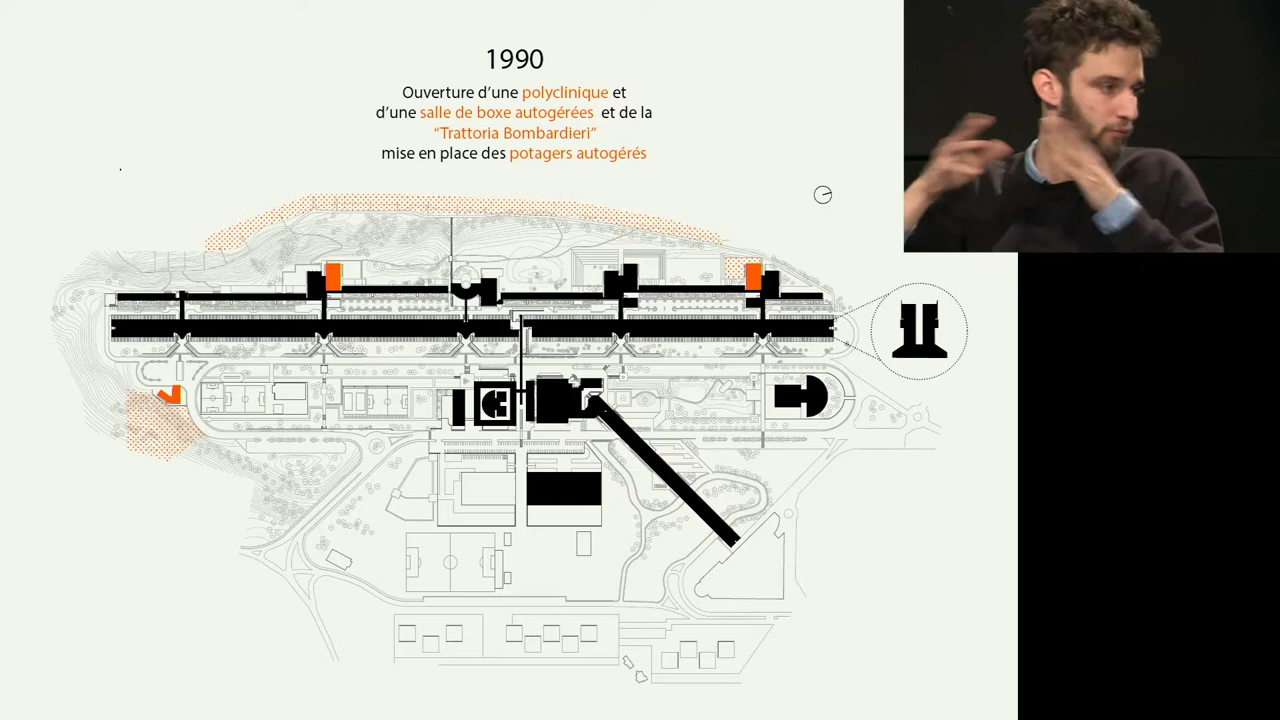 1990
Ouverture d’une polyclinique et
d’une salle de boxe autogérées et de la
“Trattoria Bombardieri”
mise en place des potagers autogérés